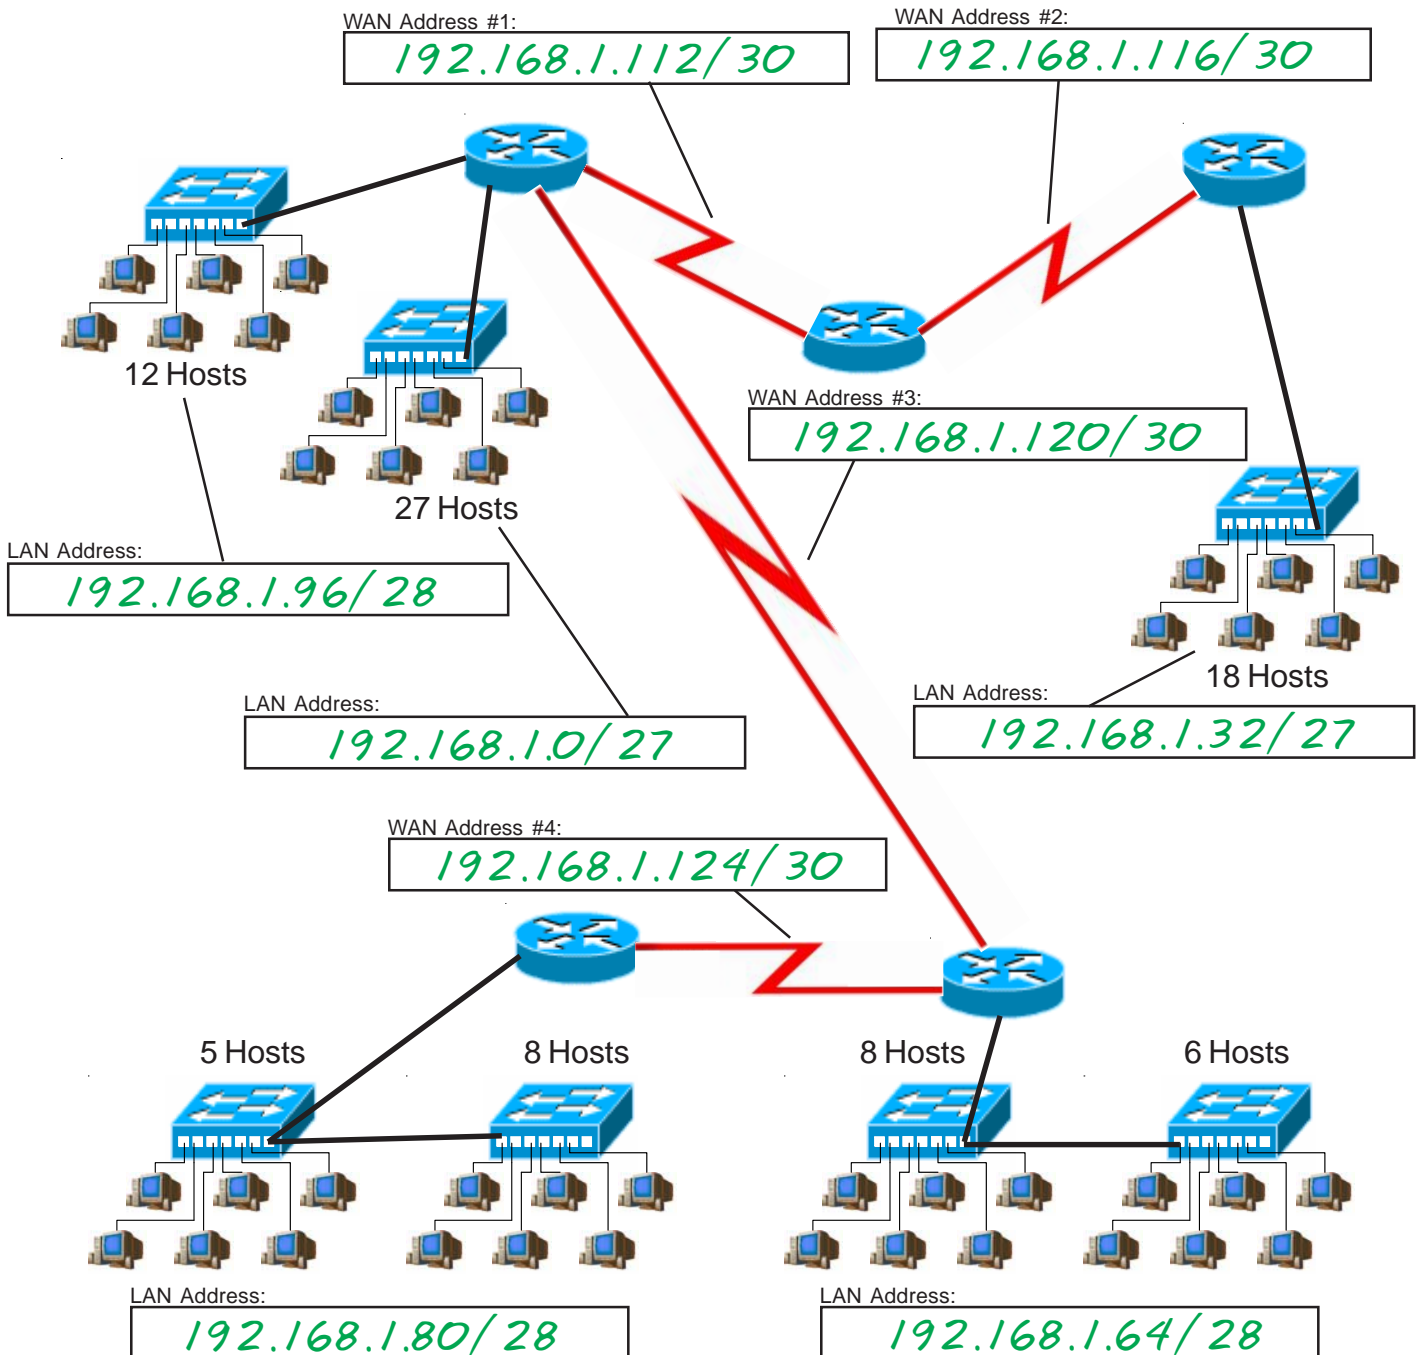 WAN Address #1:
192.168.1.112/30
WAN Address #2:
192.168.1.116/30
12 Hosts
27 Hosts
WAN Address #3:
192.168.1.120/30
18 Hosts
LAN Address:
192.168.1.96/28
LAN Address:
192.168.1.0/27
LAN Address:
192.168.1.32/27
WAN Address #4:
192.168.1.124/30
5 Hosts
8 Hosts
8 Hosts
6 Hosts
LAN Address:
192.168.1.80/28
LAN Address:
192.168.1.64/28